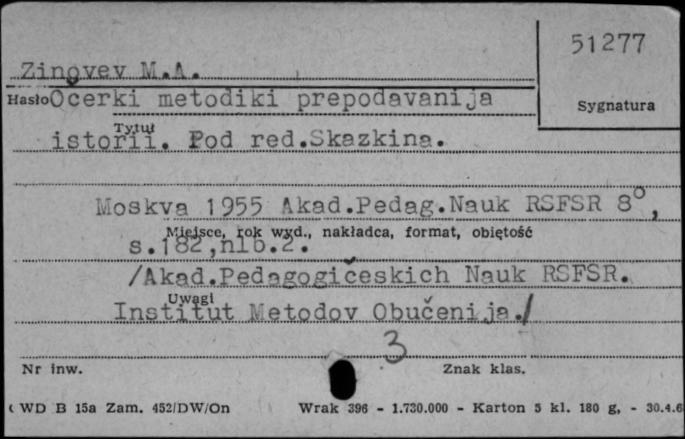 51277
Zinovev M.A.
Hasło Ocerki metodiki prepodavanija
Sygnatura
Tytuł
istorii. Pod red.Skazkina.
Moskva 1955 Akad.Pedag.Nauk RSFSR 8°,
Miejsce, rok wyd., nakładca, format, objętość
s.182,nlb.2.
/Akad.Pedagogićeskich Nauk RSFSR.
Uwagi
Institut Metodov Obučenija./
3
Nr inw.
Znak klas.
WD B 15a Zam. 452/DW/On Wrak 396 - 1.730.000 - Karton 5 kl. 180 g, - 30.4.6